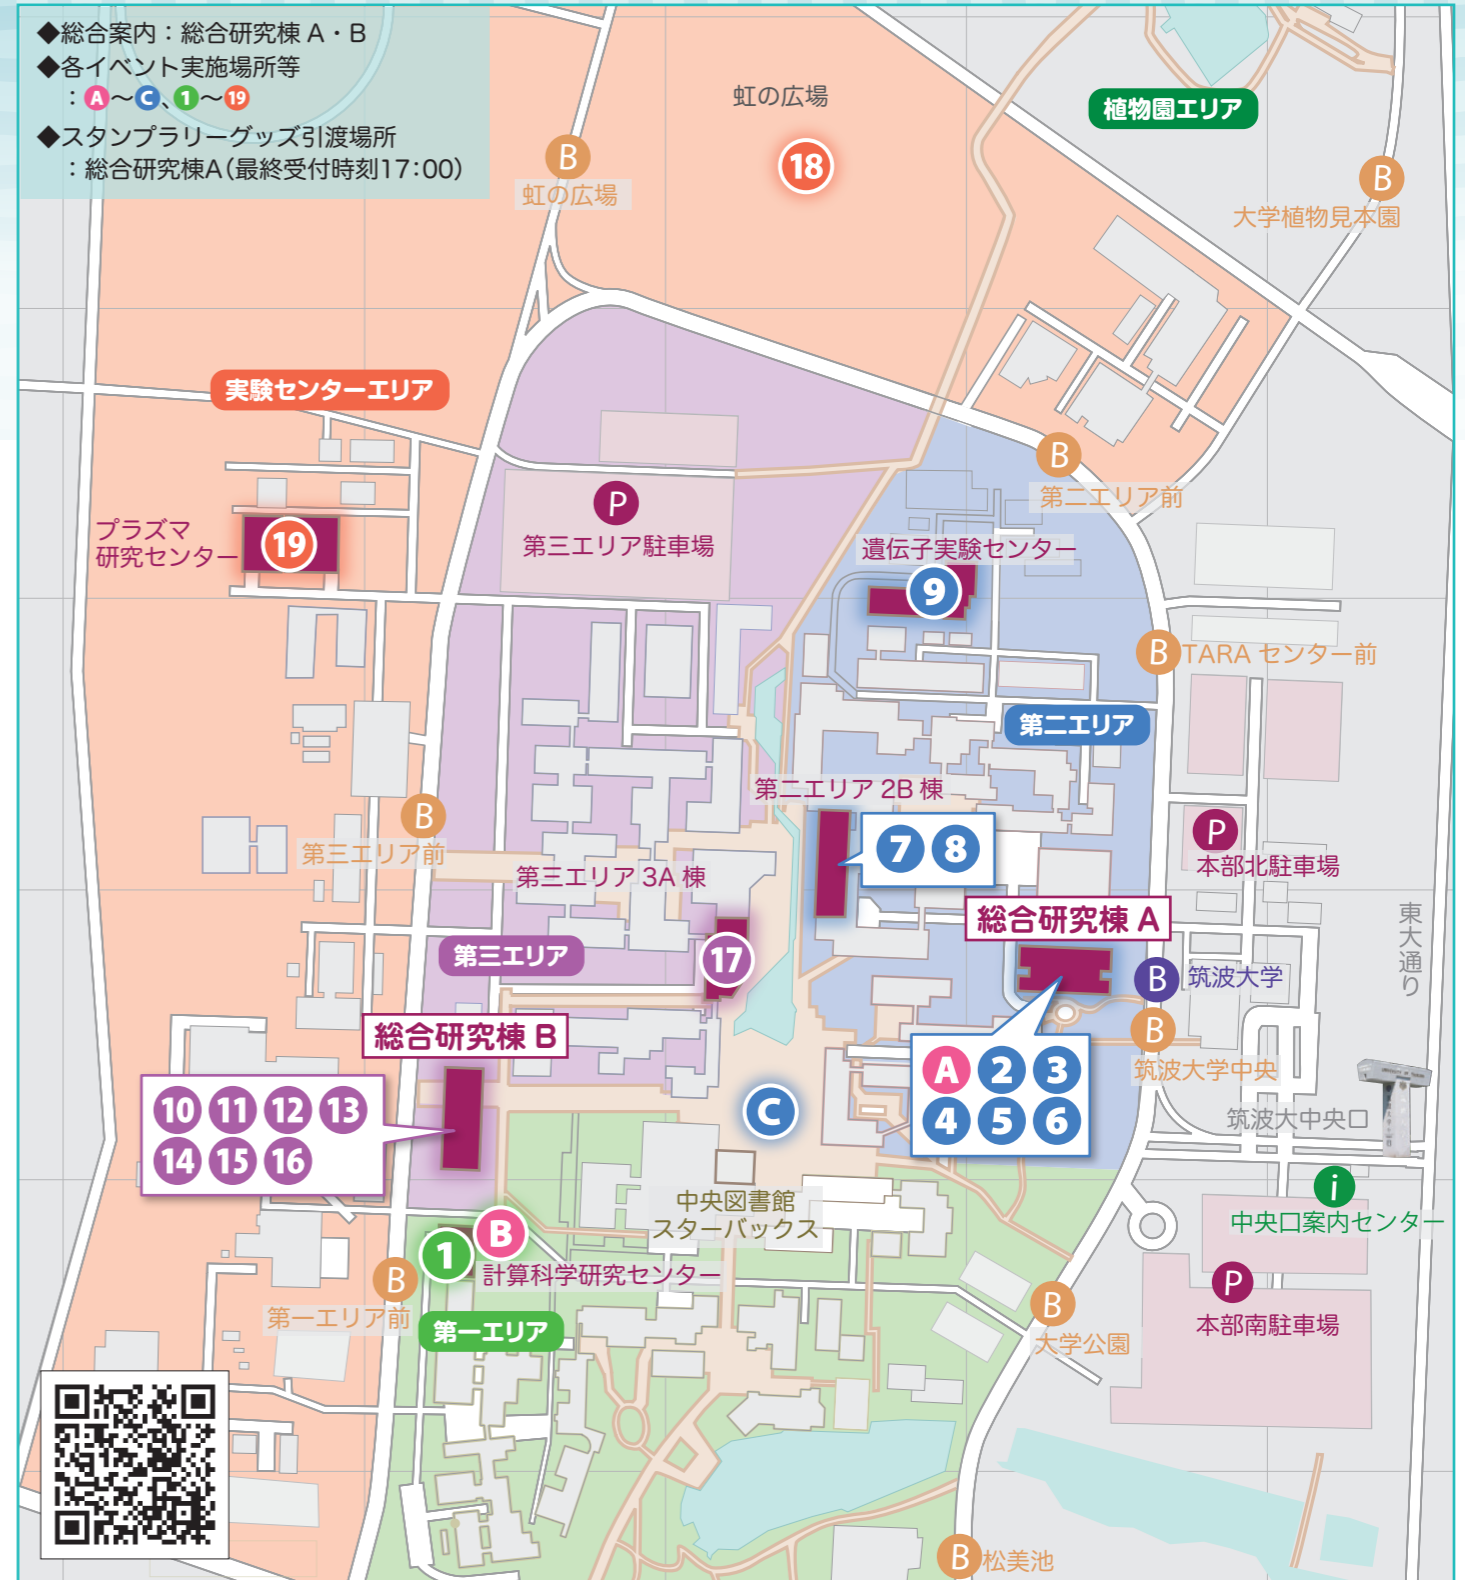 ◆総合案内：総合研究棟 A・B
◆各イベント実施場所等
：A〜C、1〜19
◆スタンプラリーグッズ引渡場所
：総合研究棟A（最終受付時刻17:00）
虹の広場
18
植物園エリア
B
虹の広場
B
大学植物見本園
実験センターエリア
B
第二エリア前
P
第三エリア駐車場
プラズマ
研究センター
19
遺伝子実験センター
9
B
TARA センター前
第二エリア
第二エリア 2B 棟
7 8
B
第三エリア前
P
本部北駐車場
第三エリア 3A 棟
総合研究棟 A
東大通り
第三エリア
17
B
筑波大学
総合研究棟 B
B
筑波大学中央
A 2 3
4 5 6
C
10 11 12 13
14 15 16
筑波大中央口
i
中央口案内センター
中央図書館
スターバックス
1
B
計算科学研究センター
B
第一エリア前
第一エリア
P
本部南駐車場
B
大学公園
B
松美池